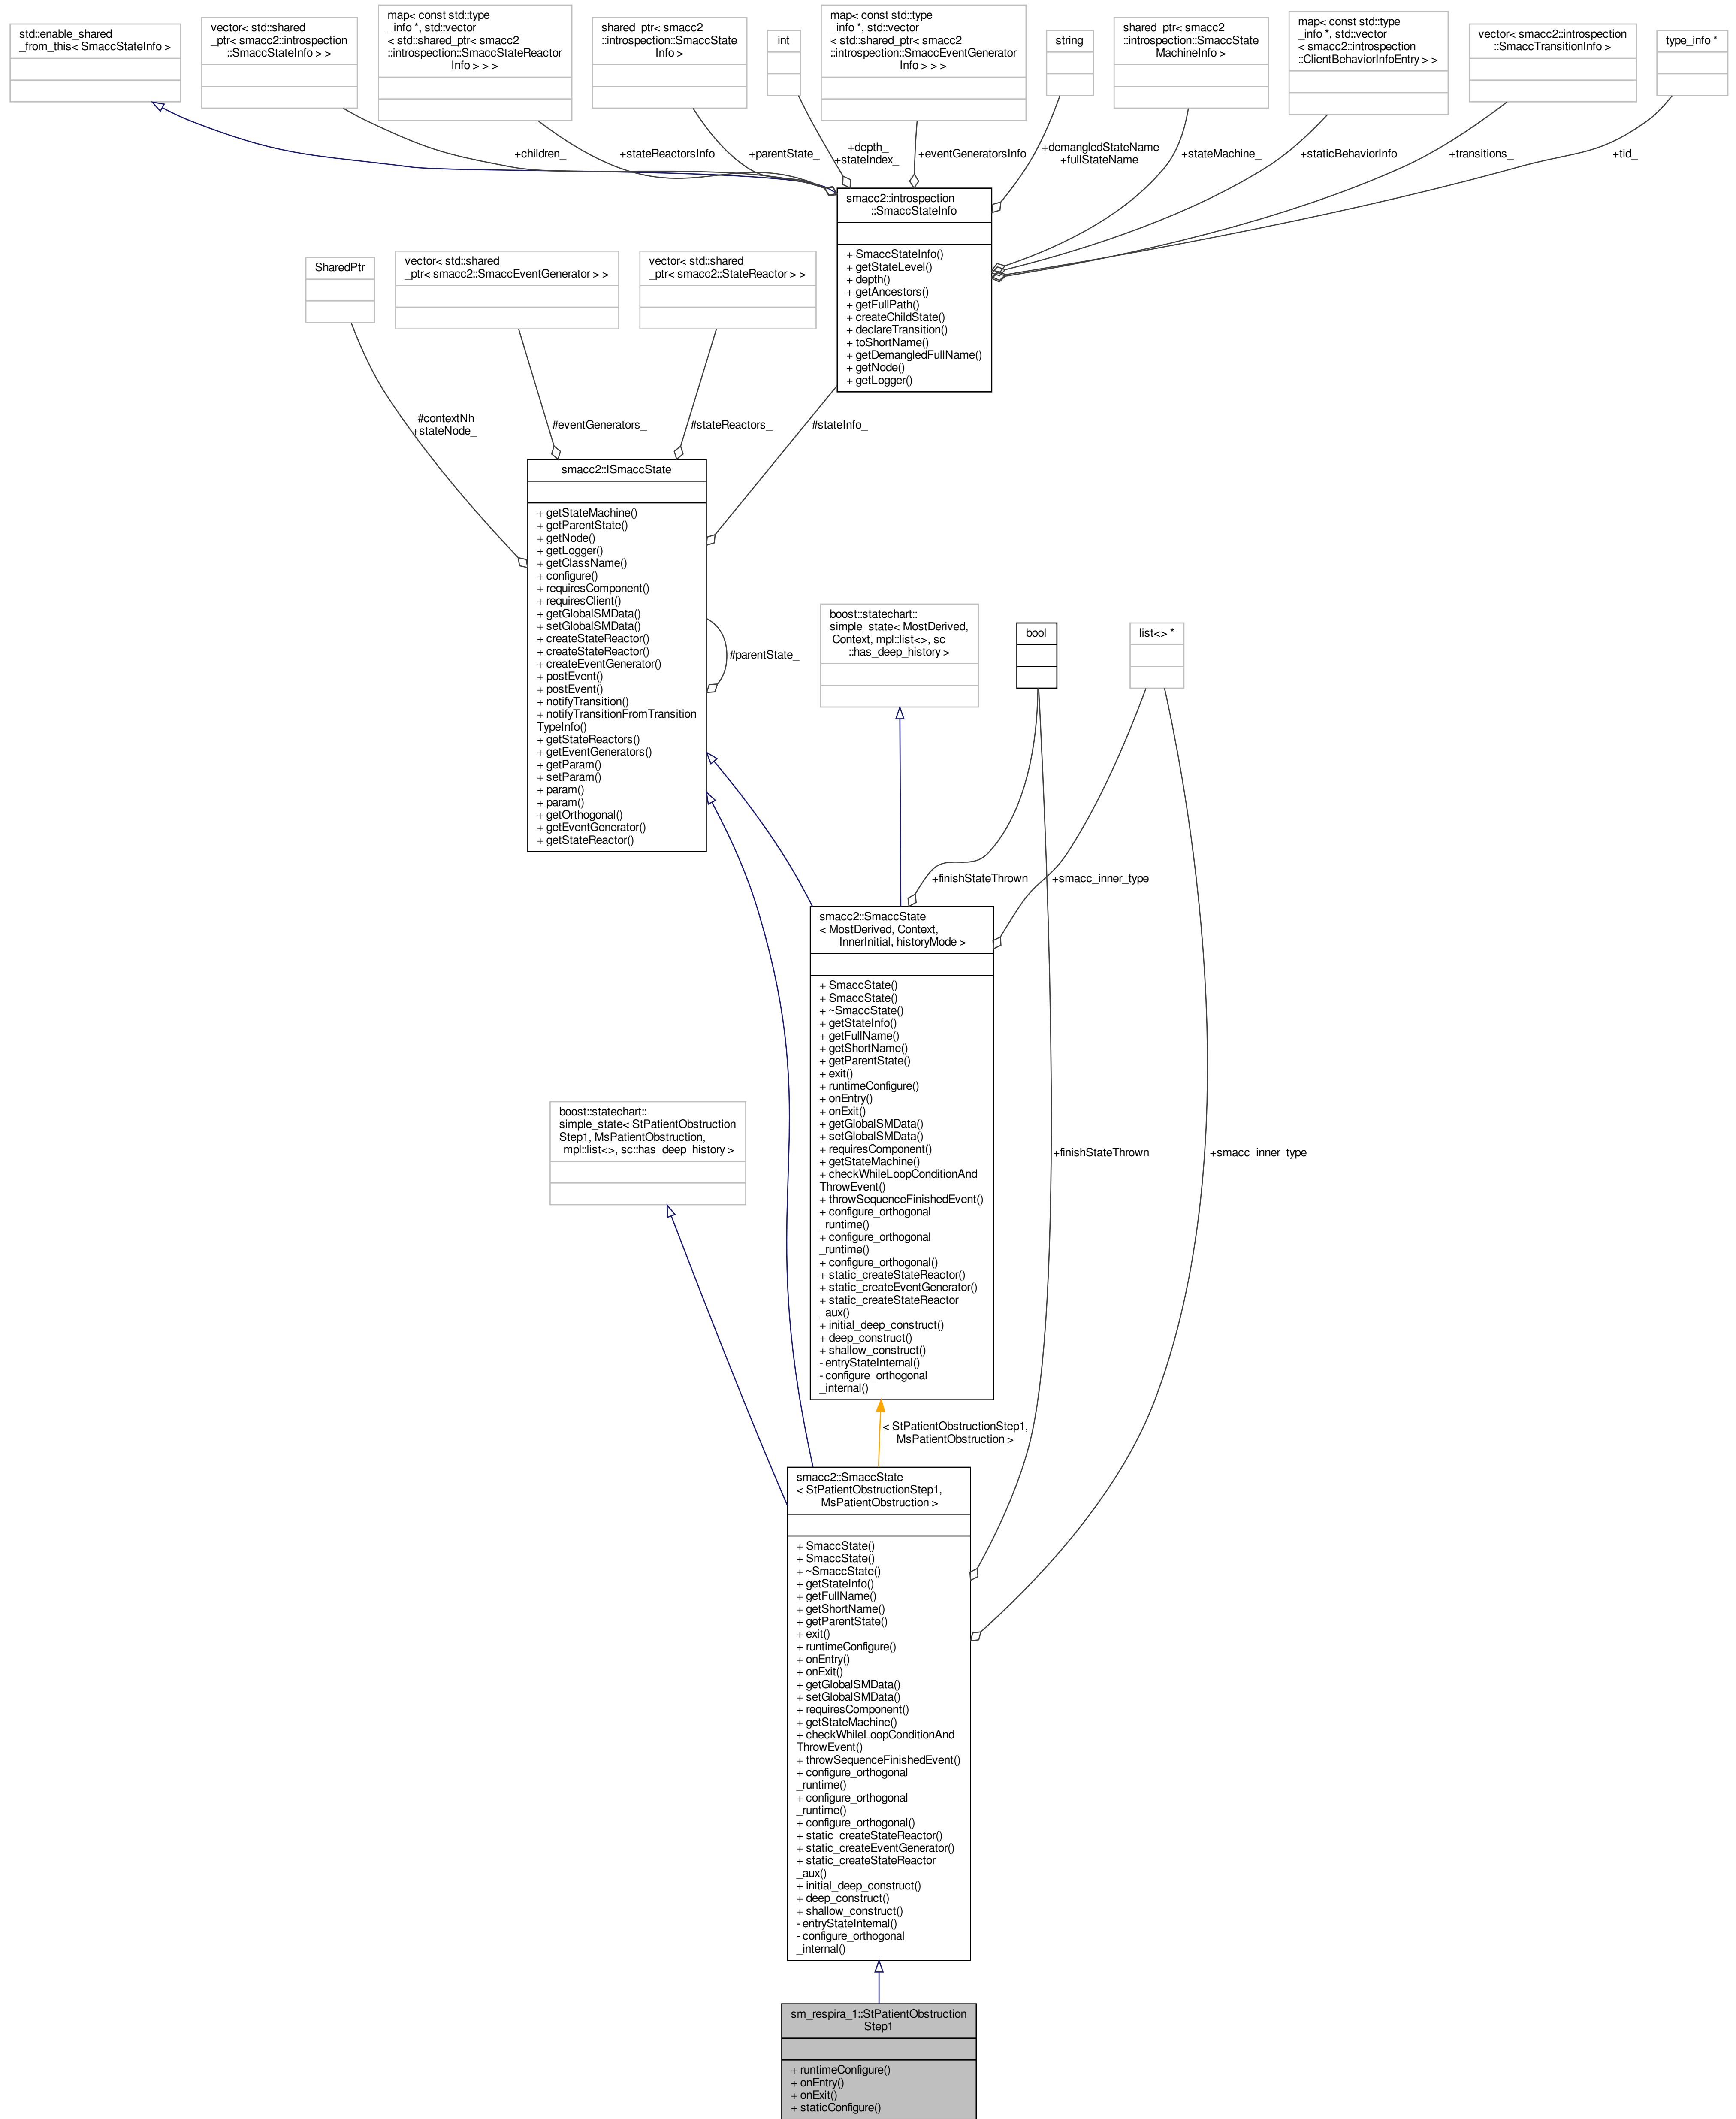 std::enable_shared
_from_this< SmaccStateInfo >
vector< std::shared
_ptr< smacc2::introspection
::SmaccStateInfo > >
map< const std::type
_info *, std::vector
< std::shared_ptr< smacc2
::introspection::SmaccStateReactor
Info > > >
shared_ptr< smacc2
::introspection::SmaccState
Info >
int
map< const std::type
_info *, std::vector
< std::shared_ptr< smacc2
::introspection::SmaccEventGenerator
Info > > >
string
shared_ptr< smacc2
::introspection::SmaccState
MachineInfo >
map< const std::type
_info *, std::vector
< smacc2::introspection
::ClientBehaviorInfoEntry > >
vector< smacc2::introspection
::SmaccTransitionInfo >
type_info *
+children_
+stateReactorsInfo
+parentState_
+depth_
+stateIndex_
+eventGeneratorsInfo
+demangledStateName
+fullStateName
+stateMachine_
+staticBehaviorInfo
+transitions_
+tid_
smacc2::introspection
::SmaccStateInfo
+ SmaccStateInfo()
+ getStateLevel()
+ depth()
+ getAncestors()
+ getFullPath()
+ createChildState()
+ declareTransition()
+ toShortName()
+ getDemangledFullName()
+ getNode()
+ getLogger()
SharedPtr
vector< std::shared
_ptr< smacc2::SmaccEventGenerator > >
vector< std::shared
_ptr< smacc2::StateReactor > >
#contextNh
+stateNode_
#eventGenerators_
#stateReactors_
#stateInfo_
smacc2::ISmaccState
+ getStateMachine()
+ getParentState()
+ getNode()
+ getLogger()
+ getClassName()
+ configure()
+ requiresComponent()
+ requiresClient()
+ getGlobalSMData()
+ setGlobalSMData()
+ createStateReactor()
+ createStateReactor()
+ createEventGenerator()
+ postEvent()
+ postEvent()
+ notifyTransition()
+ notifyTransitionFromTransition
TypeInfo()
+ getStateReactors()
+ getEventGenerators()
+ getParam()
+ setParam()
+ param()
+ param()
+ getOrthogonal()
+ getEventGenerator()
+ getStateReactor()
#parentState_
boost::statechart::
simple_state< MostDerived,
Context, mpl::list<>, sc
::has_deep_history >
bool
list<> *
+finishStateThrown
+smacc_inner_type
smacc2::SmaccState
< MostDerived, Context,
InnerInitial, historyMode >
+ SmaccState()
+ SmaccState()
+ ~SmaccState()
+ getStateInfo()
+ getFullName()
+ getShortName()
+ getParentState()
+ exit()
+ runtimeConfigure()
+ onEntry()
+ onExit()
+ getGlobalSMData()
+ setGlobalSMData()
+ requiresComponent()
+ getStateMachine()
+ checkWhileLoopConditionAnd
ThrowEvent()
+ throwSequenceFinishedEvent()
+ configure_orthogonal
_runtime()
+ configure_orthogonal
_runtime()
+ configure_orthogonal()
+ static_createStateReactor()
+ static_createEventGenerator()
+ static_createStateReactor
_aux()
+ initial_deep_construct()
+ deep_construct()
+ shallow_construct()
- entryStateInternal()
- configure_orthogonal
_internal()
boost::statechart::
simple_state< StPatientObstruction
Step1, MsPatientObstruction,
mpl::list<>, sc::has_deep_history >
+finishStateThrown
+smacc_inner_type
< StPatientObstructionStep1,
MsPatientObstruction >
smacc2::SmaccState
< StPatientObstructionStep1,
MsPatientObstruction >
+ SmaccState()
+ SmaccState()
+ ~SmaccState()
+ getStateInfo()
+ getFullName()
+ getShortName()
+ getParentState()
+ exit()
+ runtimeConfigure()
+ onEntry()
+ onExit()
+ getGlobalSMData()
+ setGlobalSMData()
+ requiresComponent()
+ getStateMachine()
+ checkWhileLoopConditionAnd
ThrowEvent()
+ throwSequenceFinishedEvent()
+ configure_orthogonal
_runtime()
+ configure_orthogonal
_runtime()
+ configure_orthogonal()
+ static_createStateReactor()
+ static_createEventGenerator()
+ static_createStateReactor
_aux()
+ initial_deep_construct()
+ deep_construct()
+ shallow_construct()
- entryStateInternal()
- configure_orthogonal
_internal()
sm_respira_1::StPatientObstruction
Step1
+ runtimeConfigure()
+ onEntry()
+ onExit()
+ staticConfigure()